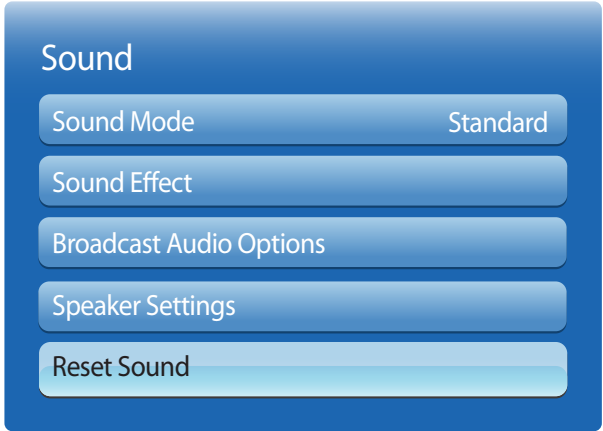 Sound
Sound Mode Standard
Sound Effect
Broadcast Audio Options
Speaker Settings
Reset Sound